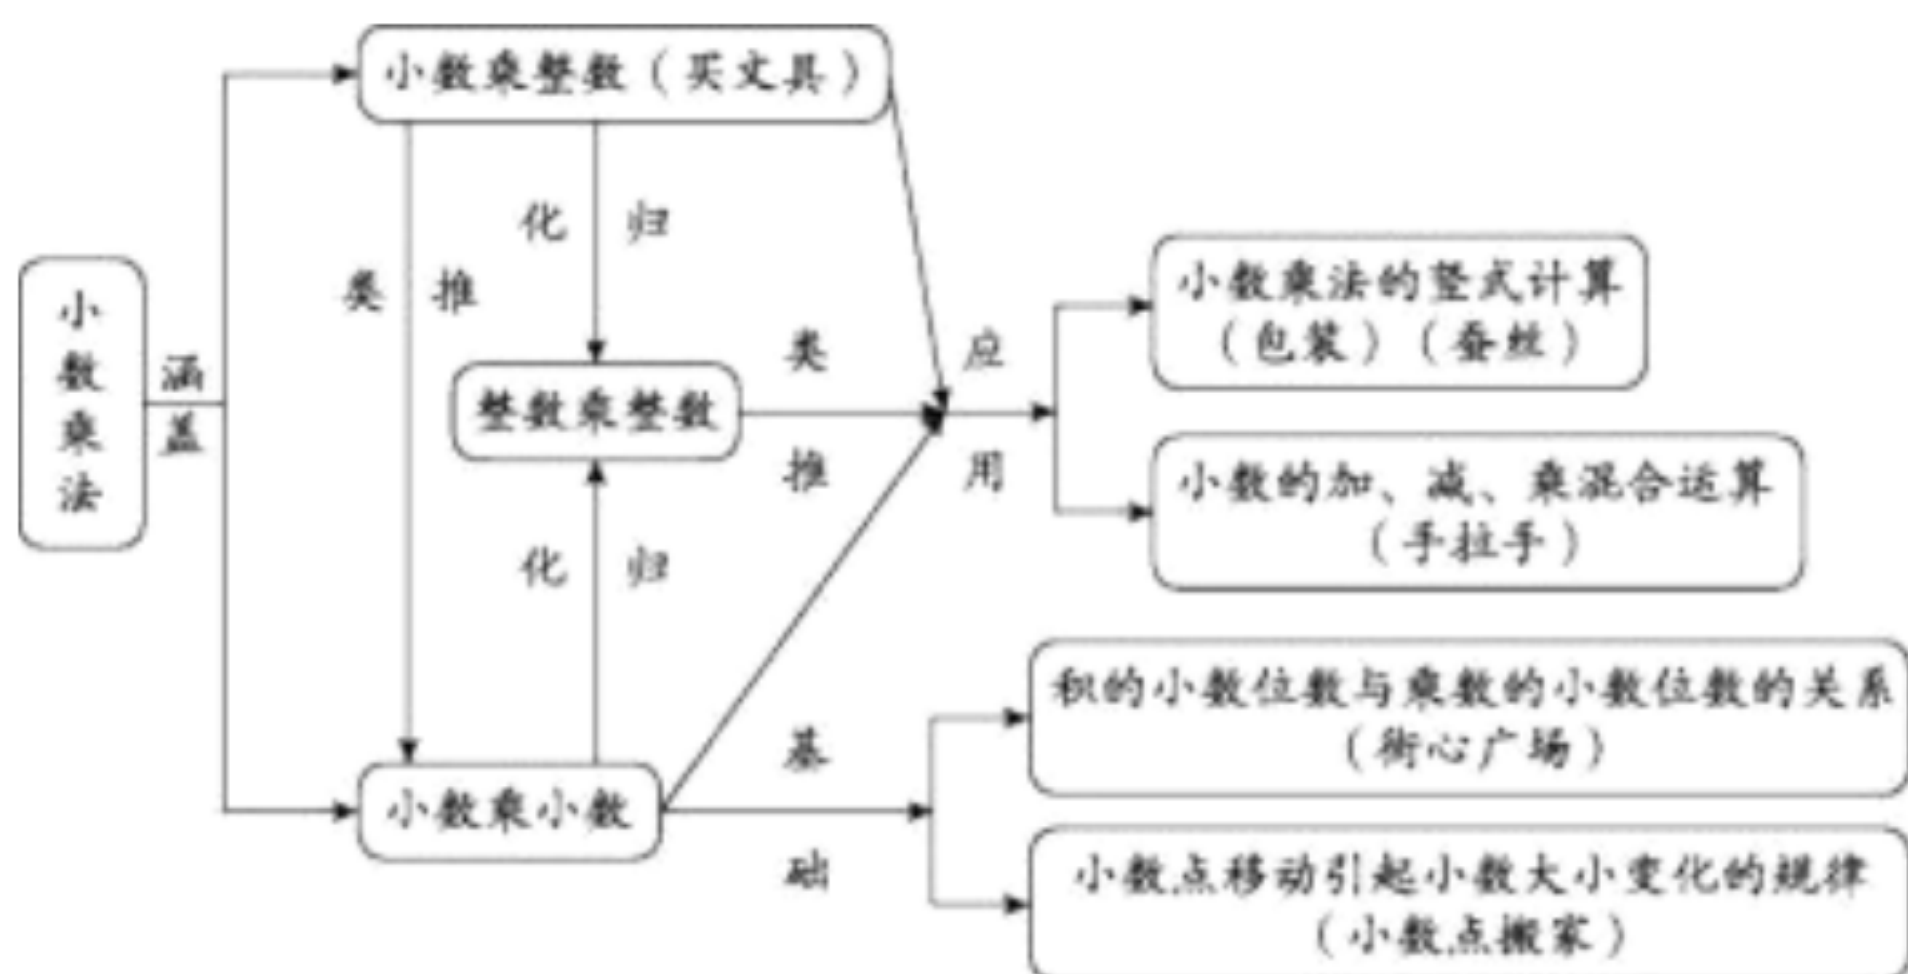 小数乘法
涵盖
小数乘整数（买文具）
类推
化归
整数乘整数
化归
小数乘小数
类推
应用
小数乘法的竖式计算
（包装）（蚕丝）
小数的加、减、乘混合运算
（手拉手）
基础
积的小数位数与乘数的小数位数的关系
（街心广场）
小数点移动引起小数大小变化的规律
（小数点搬家）